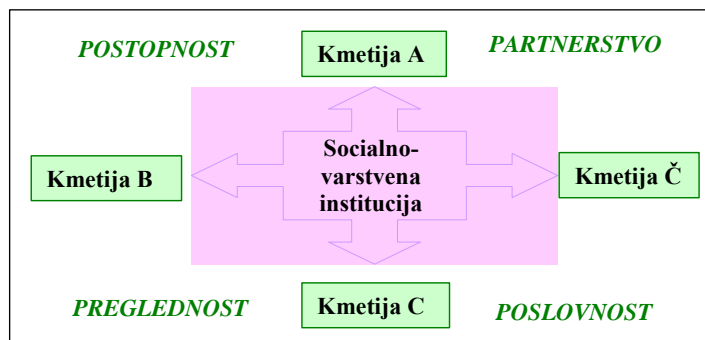 POSTOPNOST
Kmetija A
PARTNERSTVO
Kmetija B
Socialno-
varstvena
institucija
Kmetija Č
PREGLEDNOST
Kmetija C
POSLOVNOST